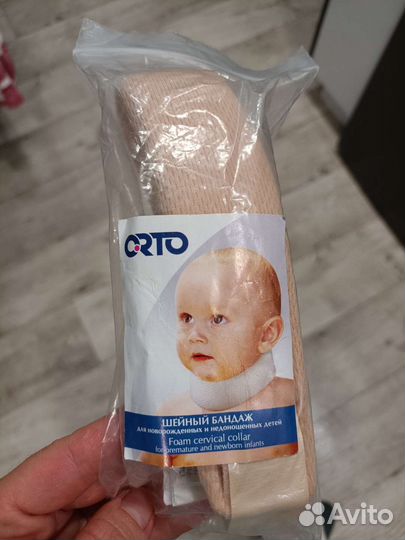 ORTO
ШЕЙНЫЙ БАНДАЖ
для новорожденных и недоношенных детей
Foam cervical collar
for premature and newborn infants
Avito